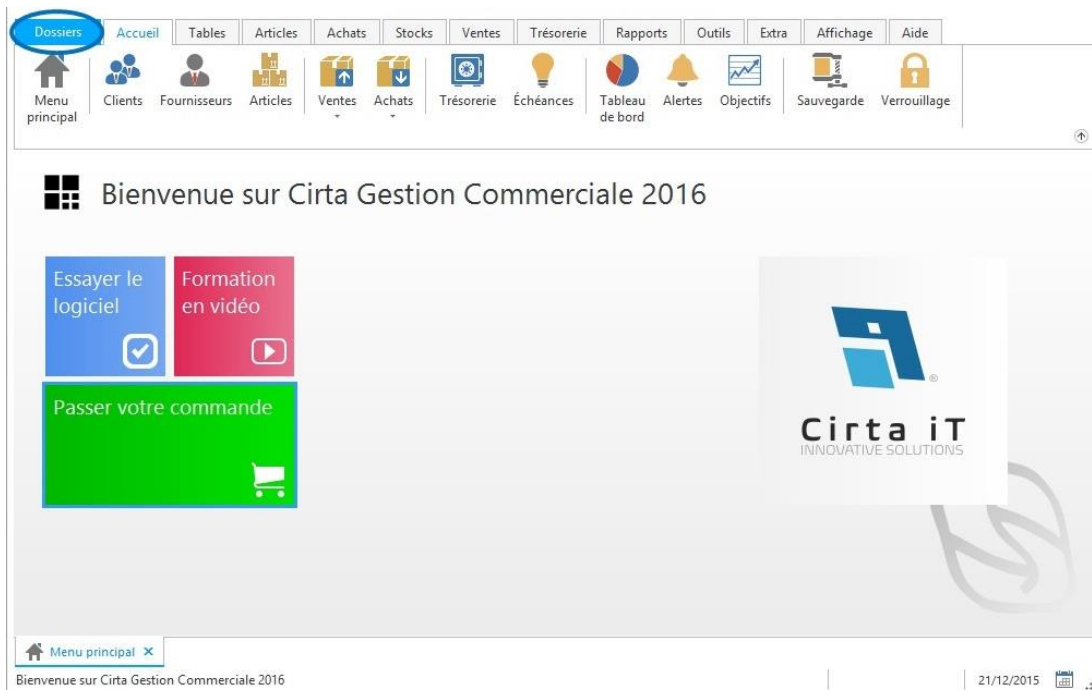 Dossiers Accueil Tables Articles Achats Stocks Ventes Trésorerie Rapports Outils Extra Affichage Aide
Menu principal
Clients
Fournisseurs
Articles
Ventes
Achats
Trésorerie
Échéances
Tableau de bord
Alertes
Objectifs
Sauvegarde
Verrouillage
Bienvenue sur Cirta Gestion Commerciale 2016
Essayer le
logiciel
Formation
en vidéo
Passer votre commande
Cirta iT
INNOVATIVE SOLUTIONS
Menu principal
Bienvenue sur Cirta Gestion Commerciale 2016
21/12/2015